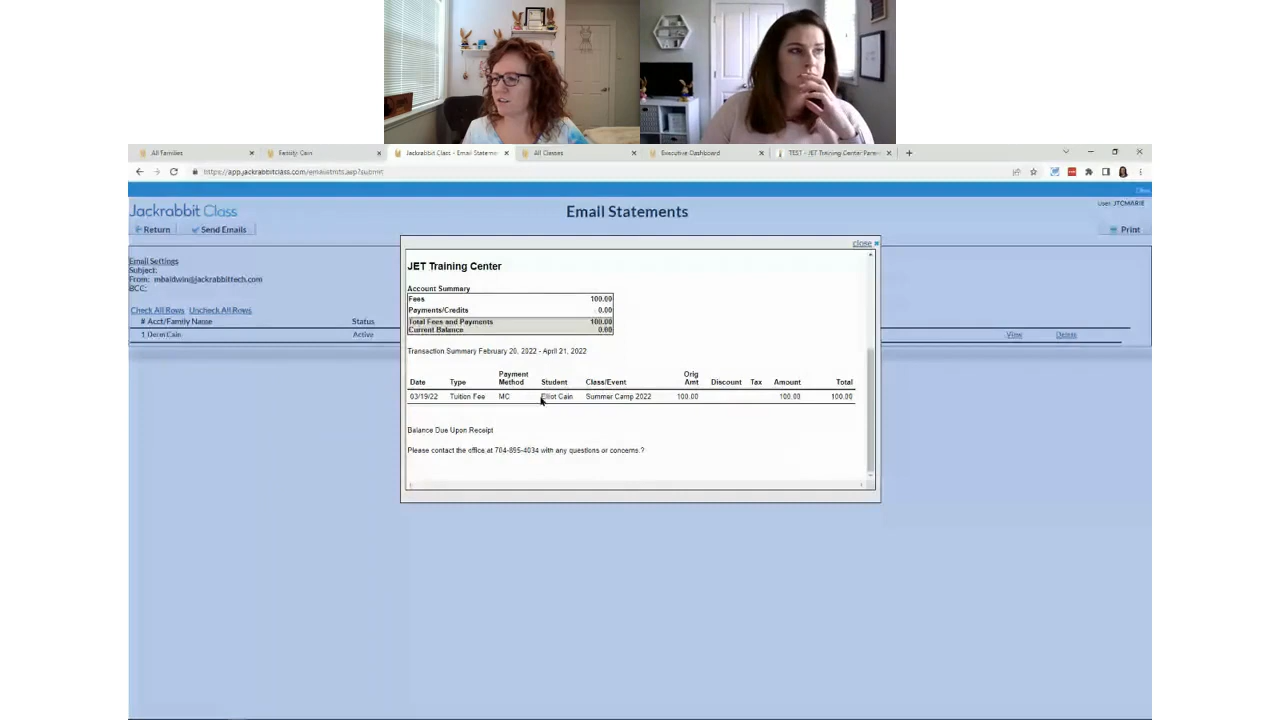 All Families
Family: Cain
Jackrabbit Class - Email Stateme
All Classes
Executive Dashboard
TEST - JET Training Center Paren
https://app.jackrabbitclass.com/emailstmts.asp?submit
Close
Jackrabbit Class
Email Statements
User: JTCMARIE
Return
Send Emails
Print
close
Email Settings
Subject:
From: mbaldwin@jackrabbittech.com
BCC:
Check All Rows Uncheck All Rows
# Acct/Family Name Status
1 Derm Cain Active View Delete
JET Training Center
Account Summary
Fees 100.00
Payments/Credits 0.00
Total Fees and Payments 100.00
Current Balance 0.00
Transaction Summary February 20, 2022 - April 21, 2022
Date Type Payment Method Student Class/Event Orig Amt Discount Tax Amount Total
03/19/22 Tuition Fee MC Elliot Cain Summer Camp 2022 100.00 100.00 100.00
Balance Due Upon Receipt
Please contact the office at 704-895-4034 with any questions or concerns.?